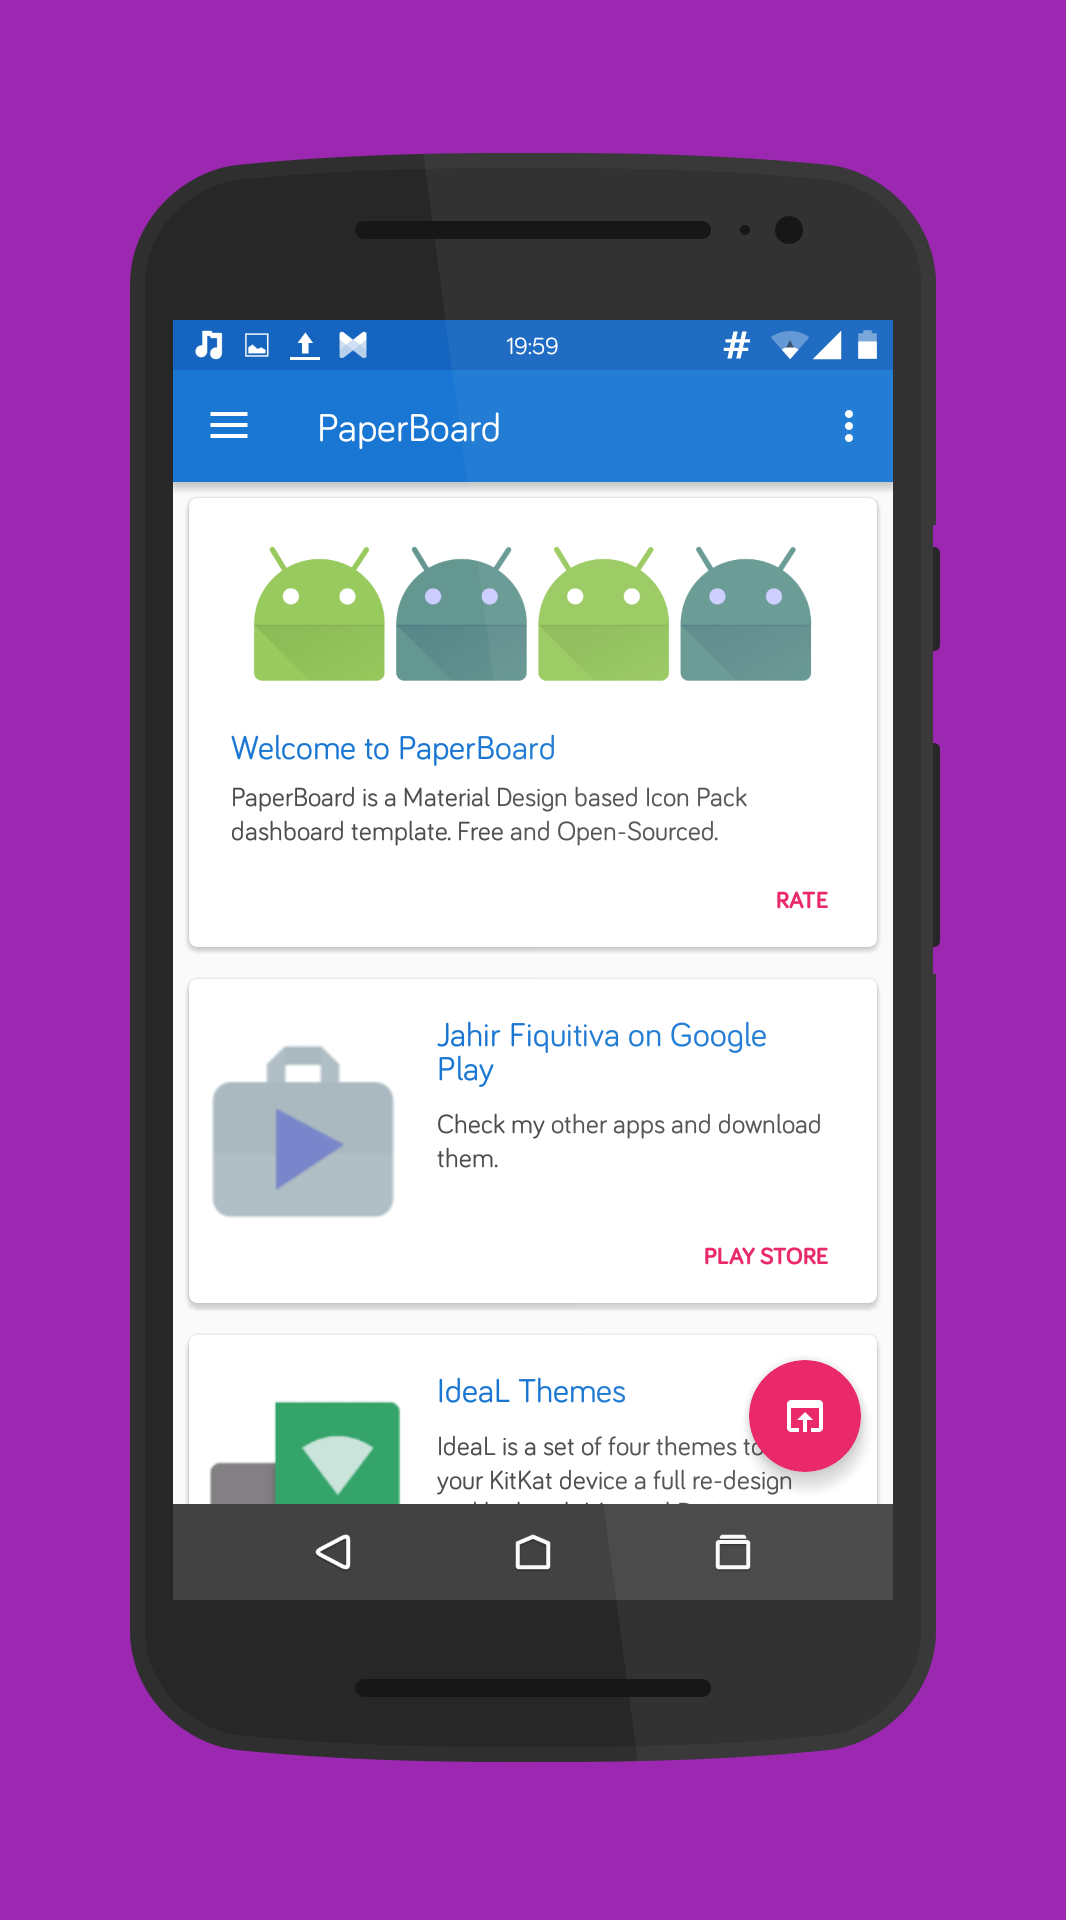 19:59
#
PaperBoard
Welcome to PaperBoard
PaperBoard is a Material Design based Icon Pack
dashboard template. Free and Open-Sourced.
RATE
Jahir Fiquitiva on Google
Play
Check my other apps and download
them.
PLAY STORE
IdeaL Themes
IdeaL is a set of four themes to
your KitKat device a full re-design